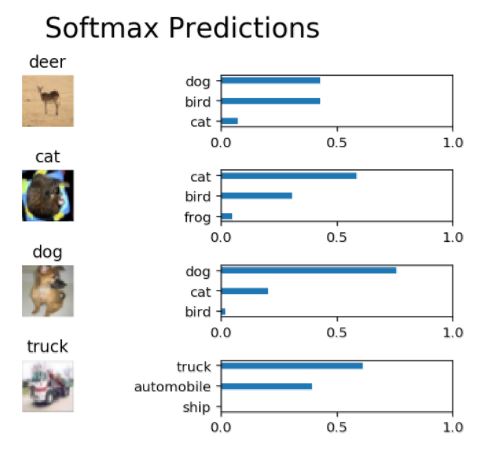 Softmax Predictions
deer
dog
bird
cat
0.0 0.5 1.0
cat
cat
bird
frog
0.0 0.5 1.0
dog
dog
cat
bird
0.0 0.5 1.0
truck
truck
automobile
ship
0.0 0.5 1.0